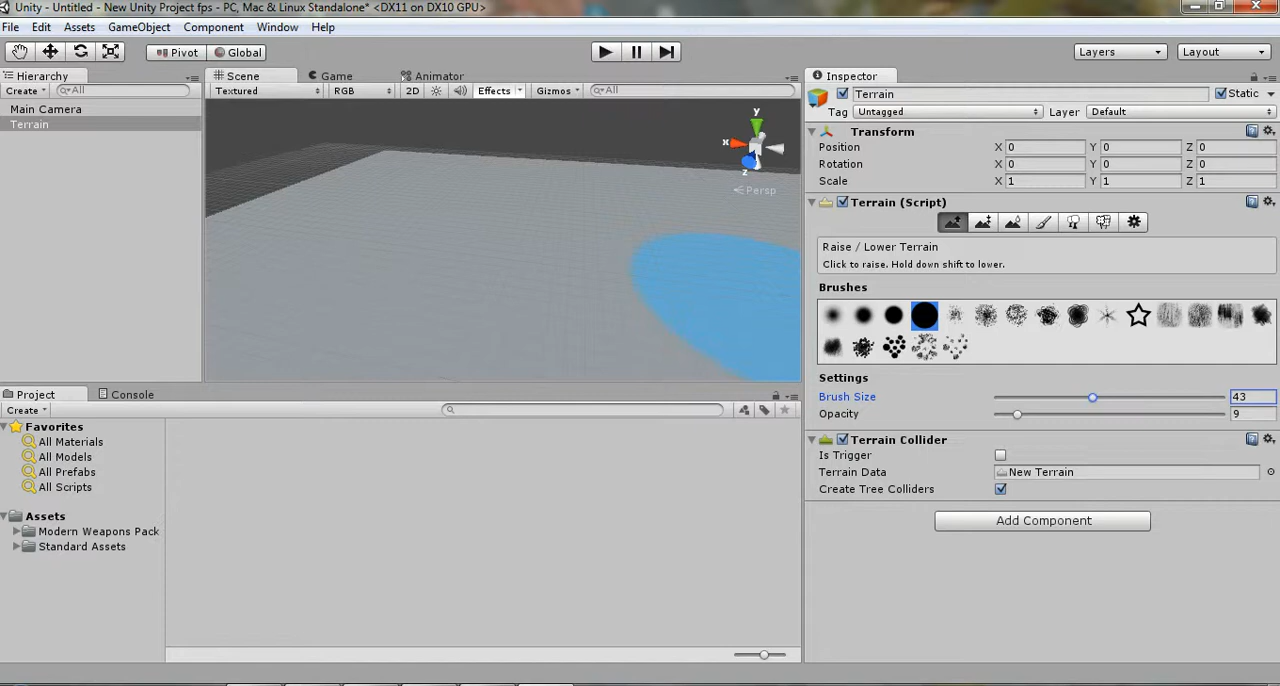 Unity - Untitled - New Unity Project fps - PC, Mac & Linux Standalone* <DX11 on DX10 GPU>
File Edit Assets GameObject Component Window Help
Pivot Global Layers Layout
Hierarchy
Create All
Main Camera
Terrain
Scene Game Animator
Textured RGB 2D Effects Gizmos All
y
x
z
Persp
Inspector
Terrain Static
Tag Untagged Layer Default
Transform
Position X 0 Y 0 Z 0
Rotation X 0 Y 0 Z 0
Scale X 1 Y 1 Z 1
Terrain (Script)
Raise / Lower Terrain
Click to raise. Hold down shift to lower.
Brushes
Settings
Brush Size 43
Opacity 9
Terrain Collider
Is Trigger
Terrain Data New Terrain
Create Tree Colliders
Add Component
Project Console
Create
Favorites
All Materials
All Models
All Prefabs
All Scripts
Assets
Modern Weapons Pack
Standard Assets